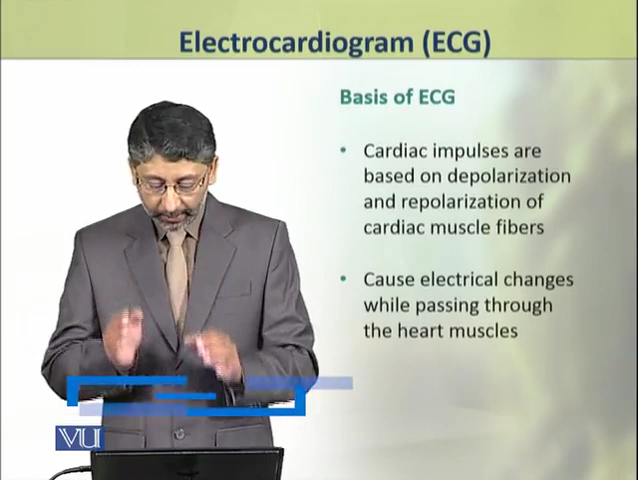 Electrocardiogram (ECG)
Basis of ECG
• Cardiac impulses are
based on depolarization
and repolarization of
cardiac muscle fibers
• Cause electrical changes
while passing through
the heart muscles
VU